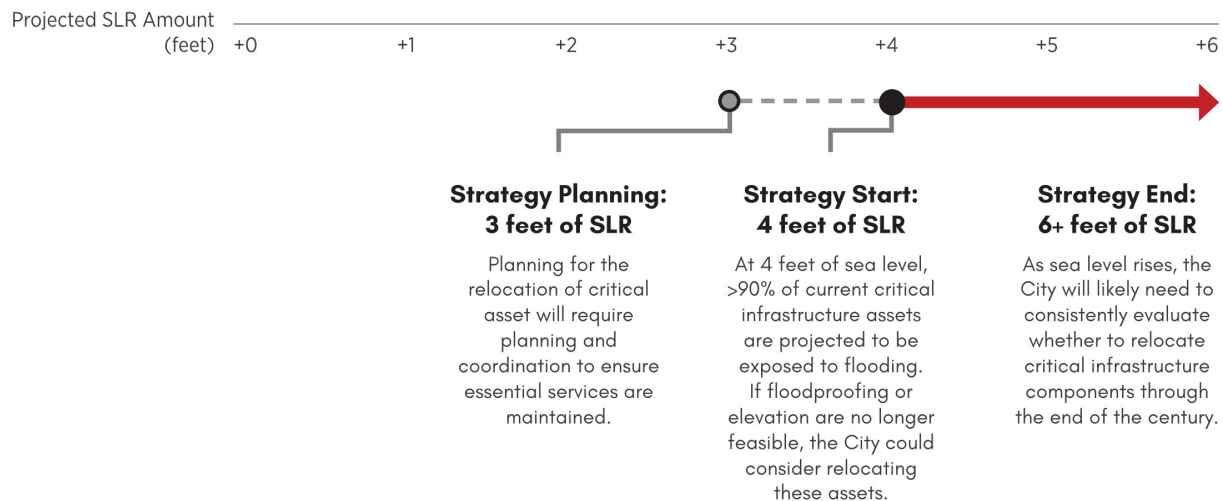 Projected SLR Amount
(feet) +0 +1 +2 +3 +4 +5 +6
Strategy Planning:
3 feet of SLR
Planning for the
relocation of critical
asset will require
planning and
coordination to ensure
essential services are
maintained.
Strategy Start:
4 feet of SLR
At 4 feet of sea level,
>90% of current critical
infrastructure assets
are projected to be
exposed to flooding.
If floodproofing or
elevation are no longer
feasible, the City could
consider relocating
these assets.
Strategy End:
6+ feet of SLR
As sea level rises, the
City will likely need to
consistently evaluate
whether to relocate
critical infrastructure
components through
the end of the century.